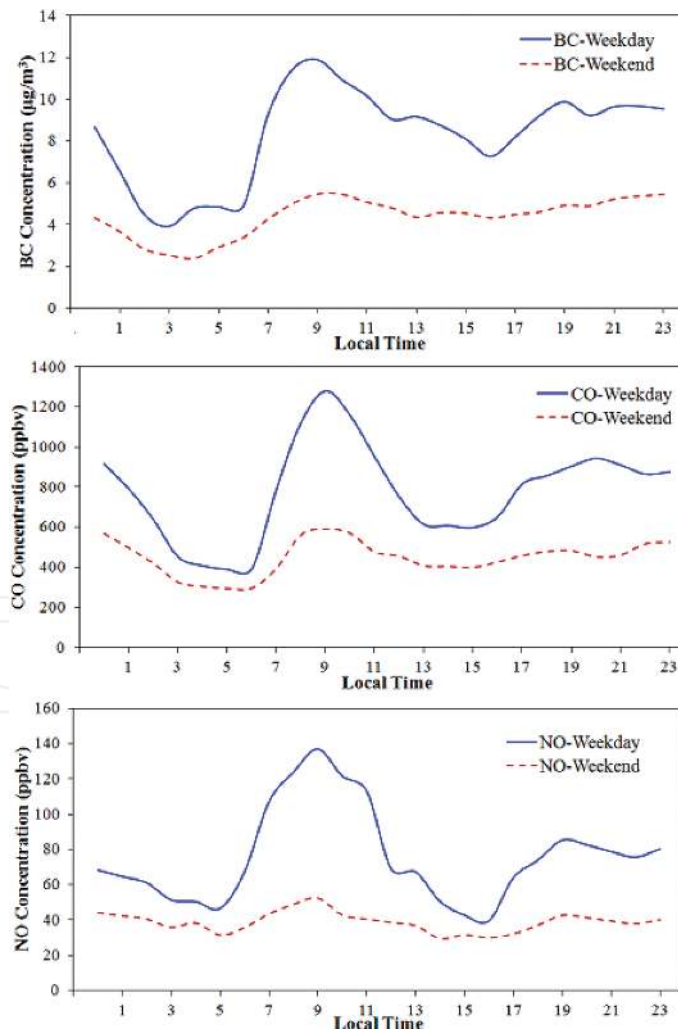 14
BC-Weekday
12
BC-Weekend
10
8
6
4
2
0
BC Concentration (µg/m³)
1 3 5 7 9 11 13 15 17 19 21 23
Local Time
1400
CO-Weekday
1200
CO-Weekend
1000
800
600
400
200
0
CO Concentration (ppbv)
1 3 5 7 9 11 13 15 17 19 21 23
Local Time
160
NO-Weekday
140
NO-Weekend
120
100
80
60
40
20
0
NO Concentration (ppbv)
1 3 5 7 9 11 13 15 17 19 21 23
Local Time